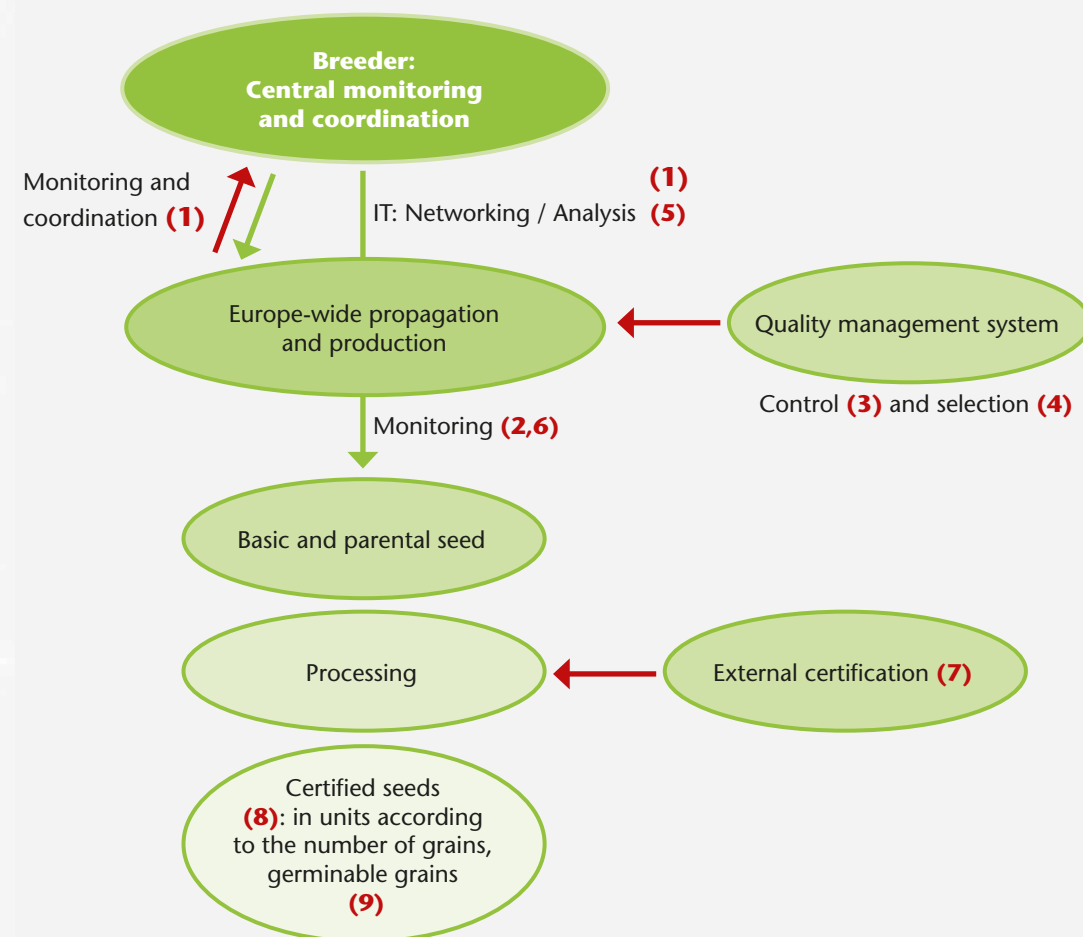 Breeder:
Central monitoring
and coordination
Monitoring and
coordination (1)
(1)
IT: Networking / Analysis (5)
Europe-wide propagation
and production
Quality management system
Control (3) and selection (4)
Monitoring (2,6)
Basic and parental seed
Processing
External certification (7)
Certified seeds
(8): in units according
to the number of grains,
germinable grains
(9)